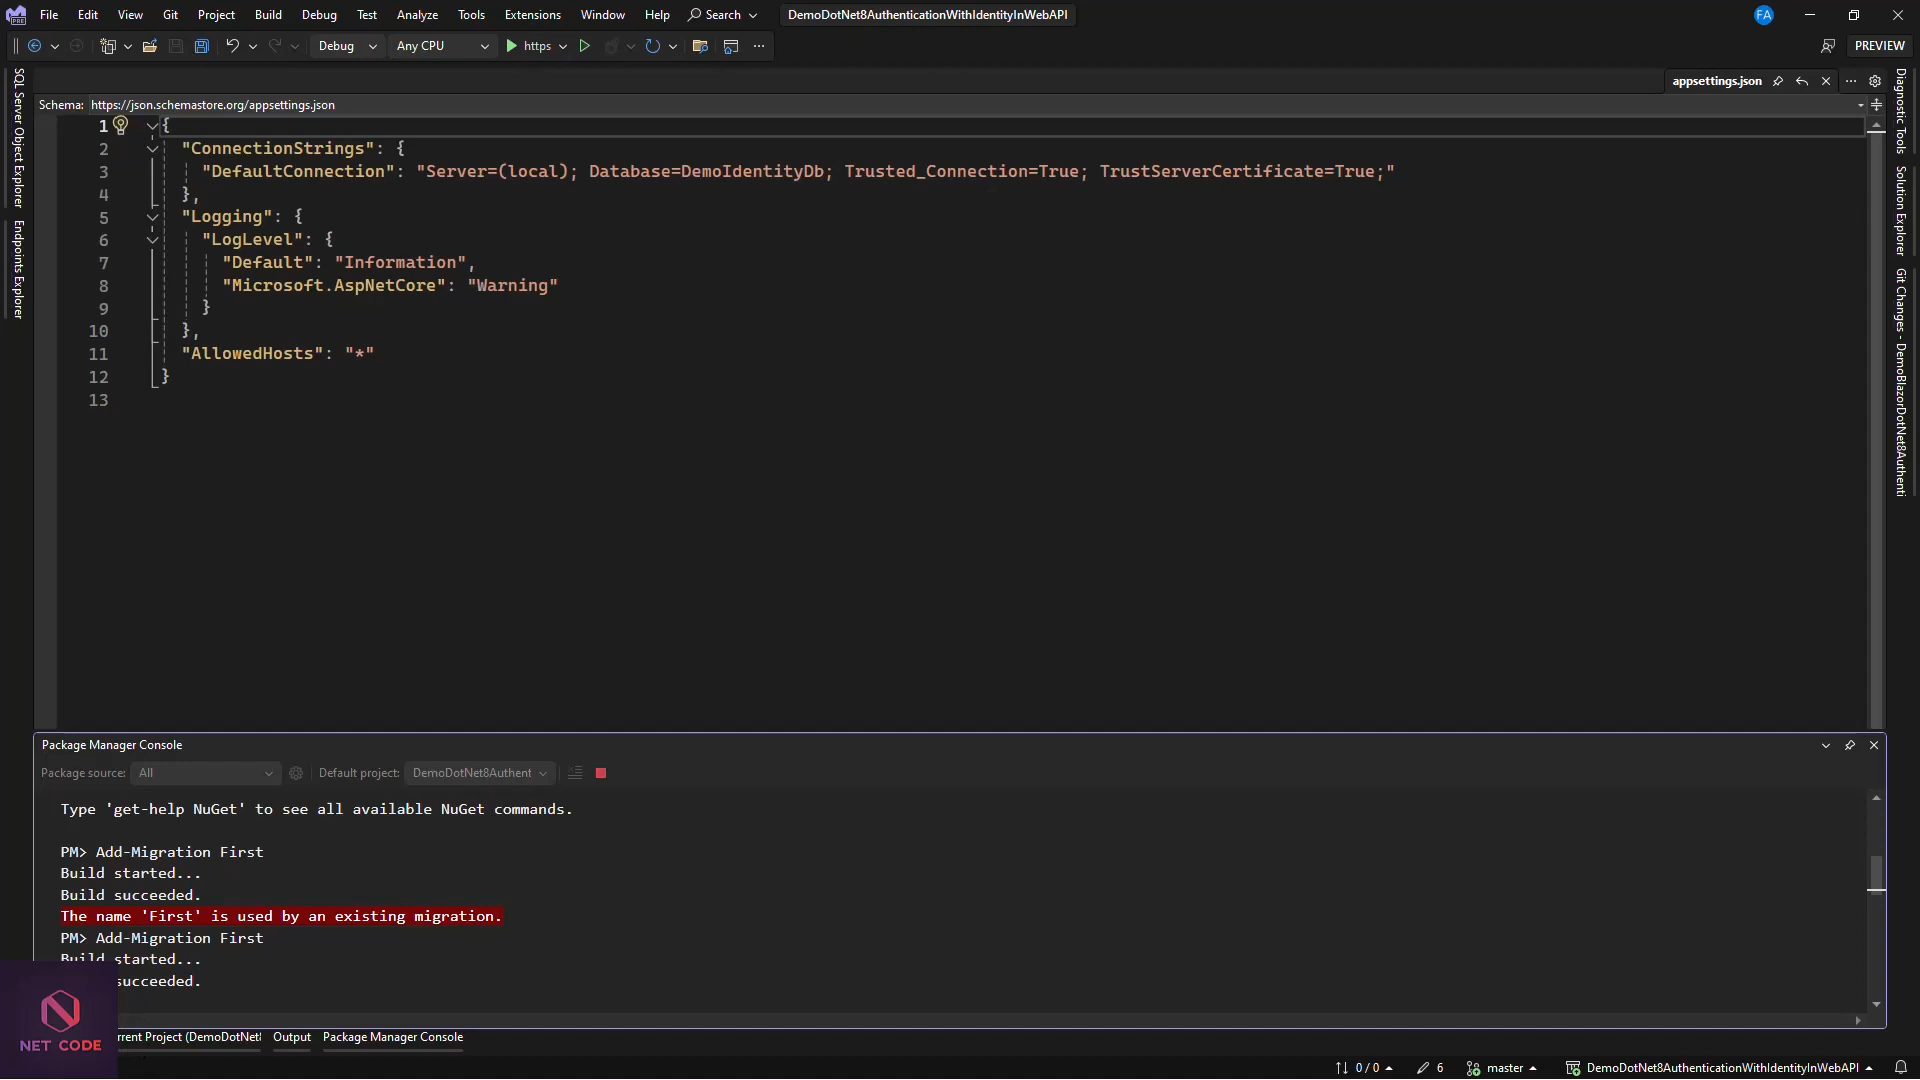 File Edit View Git Project Build Debug Test Analyze Tools Extensions Window Help Search DemoDotNet8AuthenticationWithIdentityInWebAPI FA
Debug Any CPU https PREVIEW
appsettings.json
Schema: https://json.schemastore.org/appsettings.json
SQL Server Object Explorer
Endpoints Explorer
1 {
2 "ConnectionStrings": {
3 "DefaultConnection": "Server=(local); Database=DemoIdentityDb; Trusted_Connection=True; TrustServerCertificate=True;"
4 },
5 "Logging": {
6 "LogLevel": {
7 "Default": "Information",
8 "Microsoft.AspNetCore": "Warning"
9 }
10 },
11 "AllowedHosts": "*"
12 }
13
Diagnostic Tools
Solution Explorer
Git Changes - DemoBlazorDotNet8Authenti
Package Manager Console
Package source: All Default project: DemoDotNet8Authent
Type 'get-help NuGet' to see all available NuGet commands.
PM> Add-Migration First
Build started...
Build succeeded.
The name 'First' is used by an existing migration.
PM> Add-Migration First
Build started...
succeeded.
NET CODE
rrent Project (DemoDotNet8 Output Package Manager Console
0 / 0 6 master DemoDotNet8AuthenticationWithIdentityInWebAPI